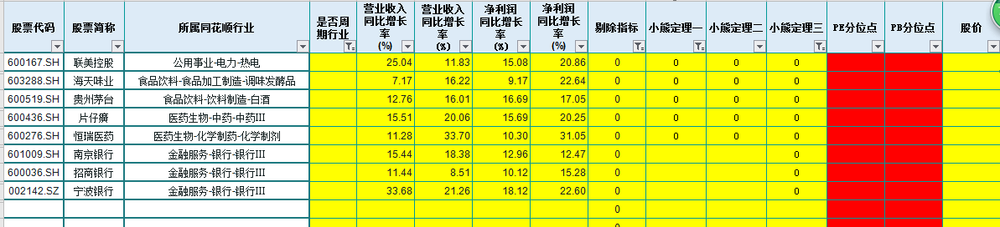 股票代码 股票简称 所属同花顺行业 是否周期行业 营业收入同比增长率(%) 营业收入同比增长率(%) 净利润同比增长率(%) 净利润同比增长率(%) 剔除指标 小熊定理一 小熊定理二 小熊定理三 PE分位点 PB分位点 股价
600167.SH 联美控股 公用事业-电力-热电 25.04 11.83 15.08 20.86 0 0 0 0
603288.SH 海天味业 食品饮料-食品加工制造-调味发酵品 7.17 16.22 9.17 22.64 0 0 0 0
600519.SH 贵州茅台 食品饮料-饮料制造-白酒 12.76 16.01 16.69 17.05 0 0 0 0
600436.SH 片仔癀 医药生物-中药-中药III 15.51 20.06 15.69 20.25 0 0 0 0
600276.SH 恒瑞医药 医药生物-化学制药-化学制剂 11.28 33.70 10.30 31.05 0 0 0 0
601009.SH 南京银行 金融服务-银行-银行III 15.44 18.38 12.96 12.47 0 0
600036.SH 招商银行 金融服务-银行-银行III 11.44 8.51 10.12 15.28 0 0
002142.SZ 宁波银行 金融服务-银行-银行III 33.68 21.26 18.12 22.60 0 0
0